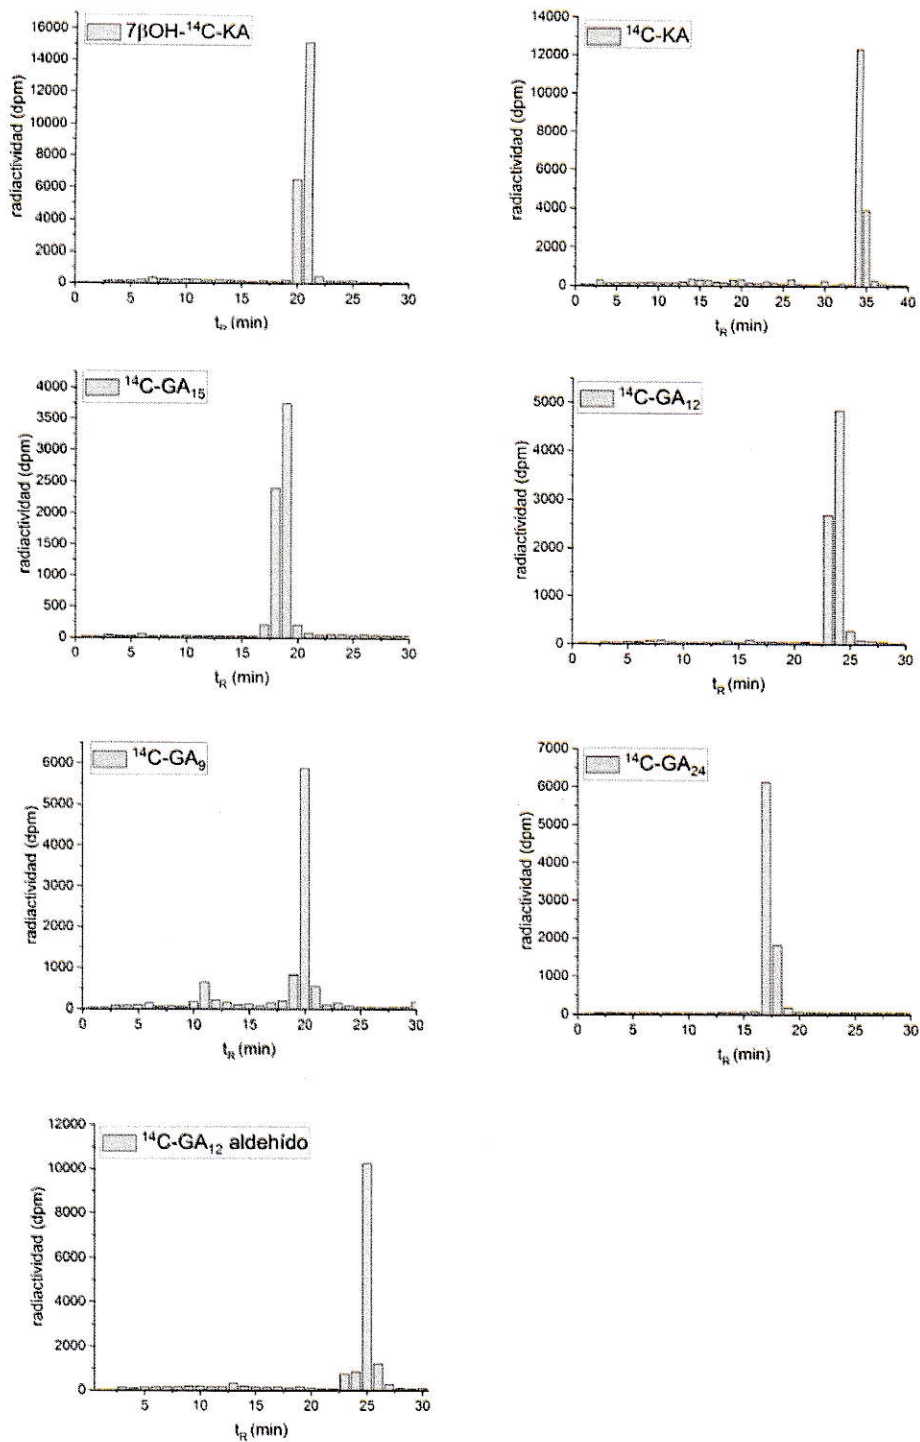 7βOH-¹⁴C-KA
radiactividad (dpm)
16000
14000
12000
10000
8000
6000
4000
2000
0
0 5 10 15 20 25 30
t_R (min)
¹⁴C-KA
radiactividad (dpm)
14000
12000
10000
8000
6000
4000
2000
0
0 5 10 15 20 25 30 35 40
t_R (min)
¹⁴C-GA₁₅
radiactividad (dpm)
4000
3500
3000
2500
2000
1500
1000
500
0
0 5 10 15 20 25 30
t_R (min)
¹⁴C-GA₁₂
radiactividad (dpm)
5000
4000
3000
2000
1000
0
0 5 10 15 20 25 30
t_R (min)
¹⁴C-GA₉
radiactividad (dpm)
6000
5000
4000
3000
2000
1000
0
0 5 10 15 20 25 30
t_R (min)
¹⁴C-GA₂₄
radiactividad (dpm)
7000
6000
5000
4000
3000
2000
1000
0
0 5 10 15 20 25 30
t_R (min)
¹⁴C-GA₁₂ aldehído
radiactividad (dpm)
12000
10000
8000
6000
4000
2000
0
5 10 15 20 25 30
t_R (min)